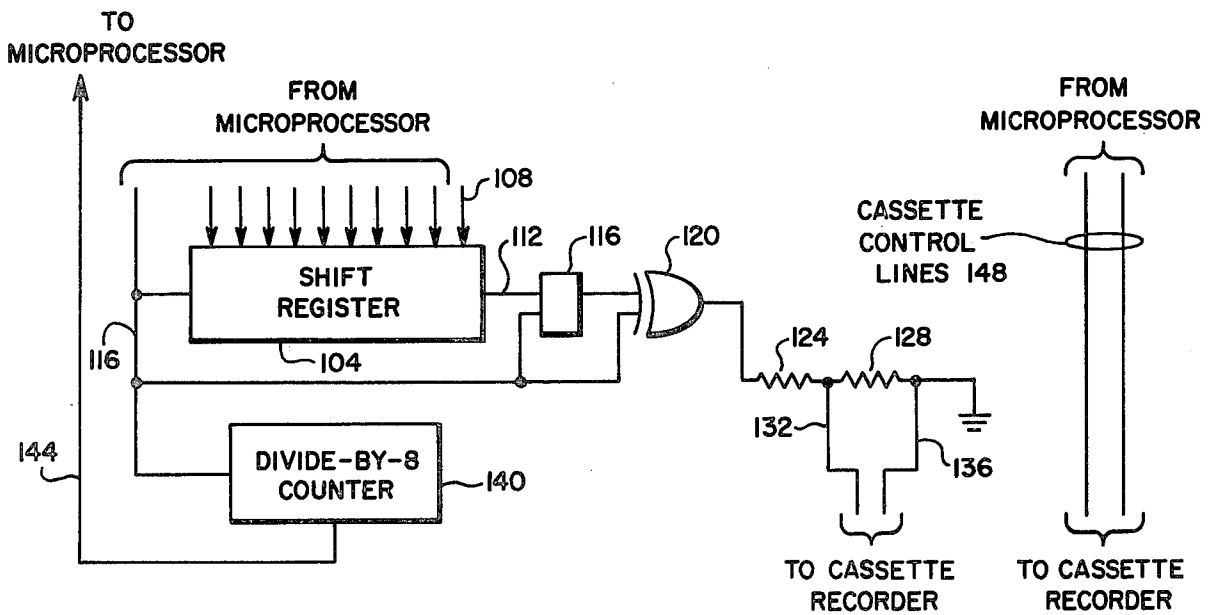 TO
MICROPROCESSOR
FROM
MICROPROCESSOR
108
SHIFT
REGISTER
104
112
116
120
116
124
128
132
136
144
DIVIDE-BY-8
COUNTER
140
TO CASSETTE
RECORDER
FROM
MICROPROCESSOR
CASSETTE
CONTROL
LINES 148
TO CASSETTE
RECORDER